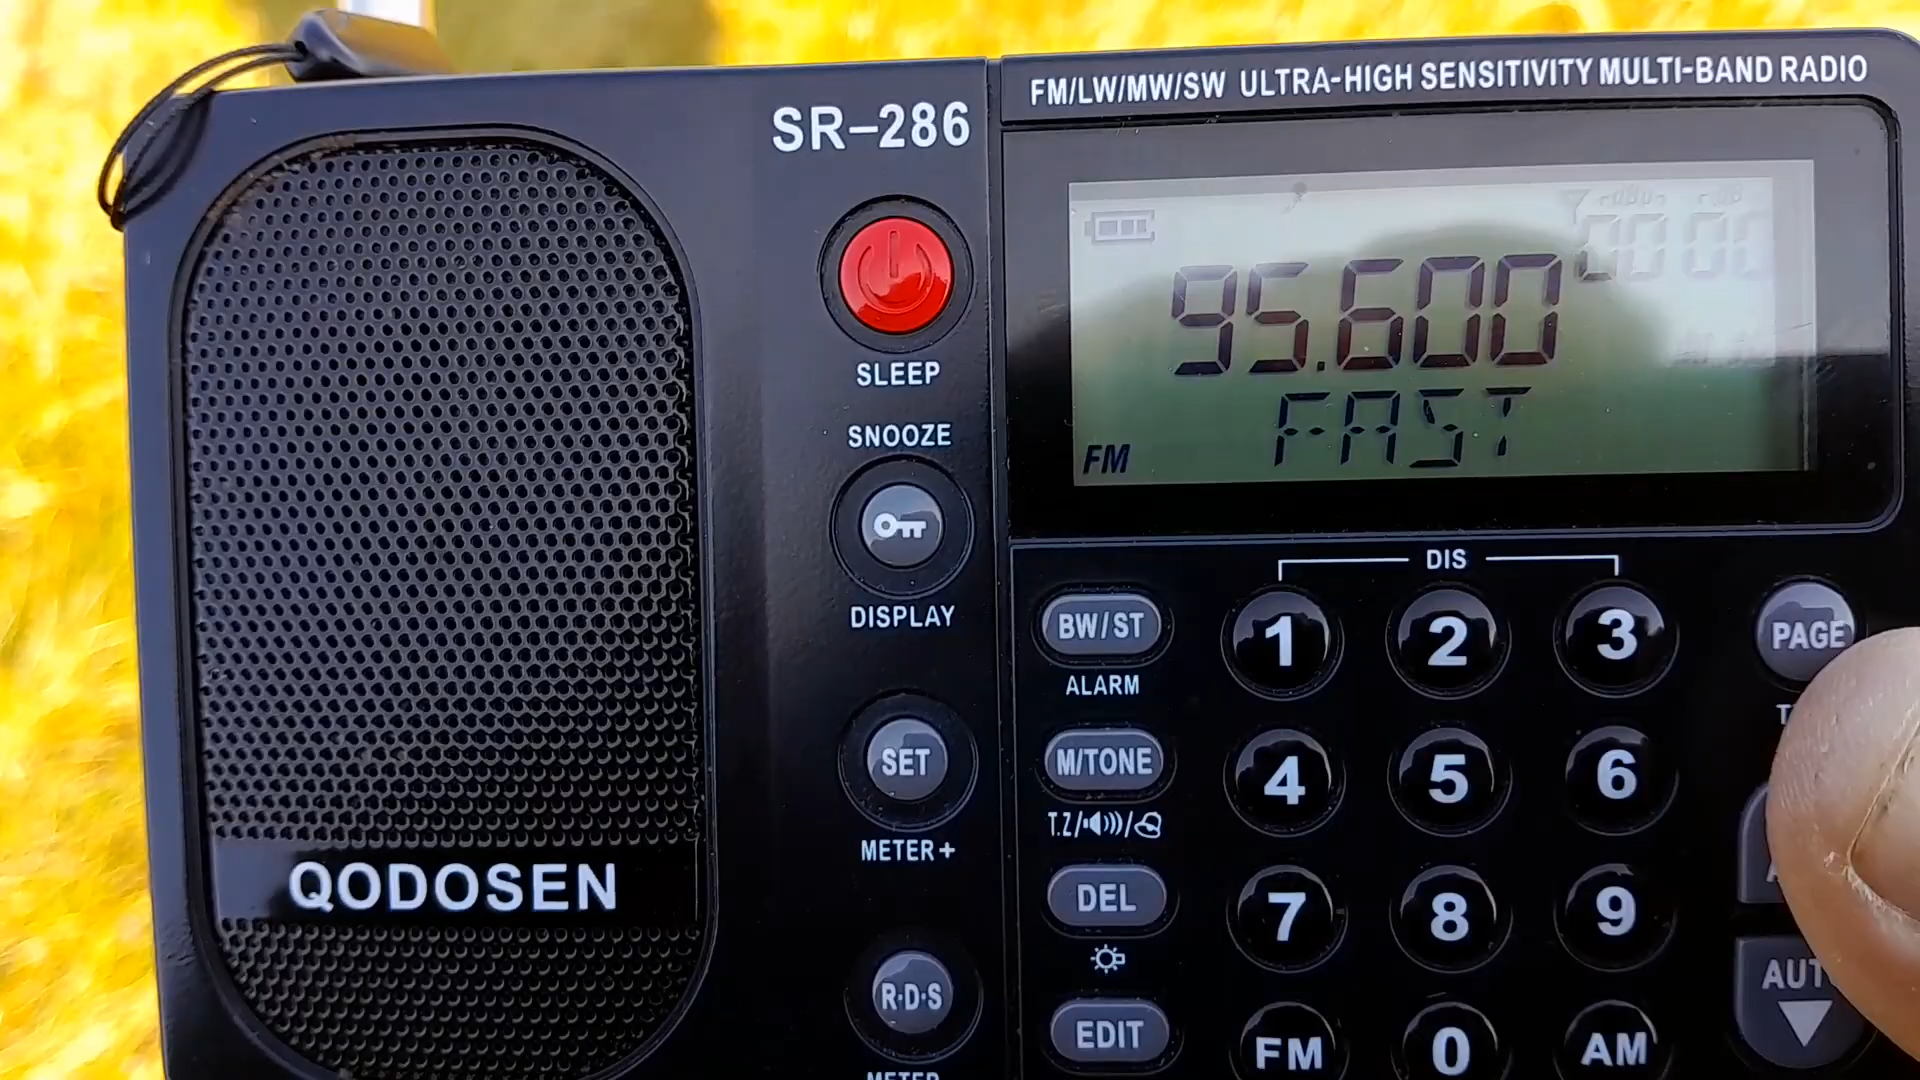 FM/LW/MW/SW ULTRA-HIGH SENSITIVITY MULTI-BAND RADIO
SR-286
95.600
FAST
FM
SLEEP
SNOOZE
DISPLAY
SET
METER+
R·D·S
METER
QODOSEN
DIS
BW/ST
1
2
3
PAGE
ALARM
M/TONE
4
5
6
T.Z/
DEL
7
8
9
EDIT
FM
0
AM